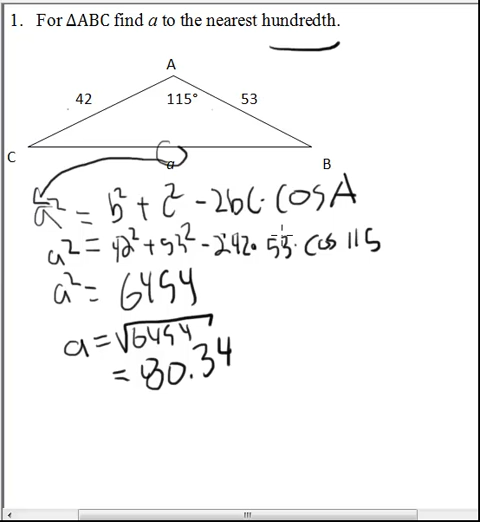 1. For ΔABC find a to the nearest hundredth.
A
42 115° 53
C a B
a² = b² + c² - 2bc · cos A
a² = 42² + 53² - 2·42 · 53 · cos 115
a² = 6454
a = √6454
= 80.34